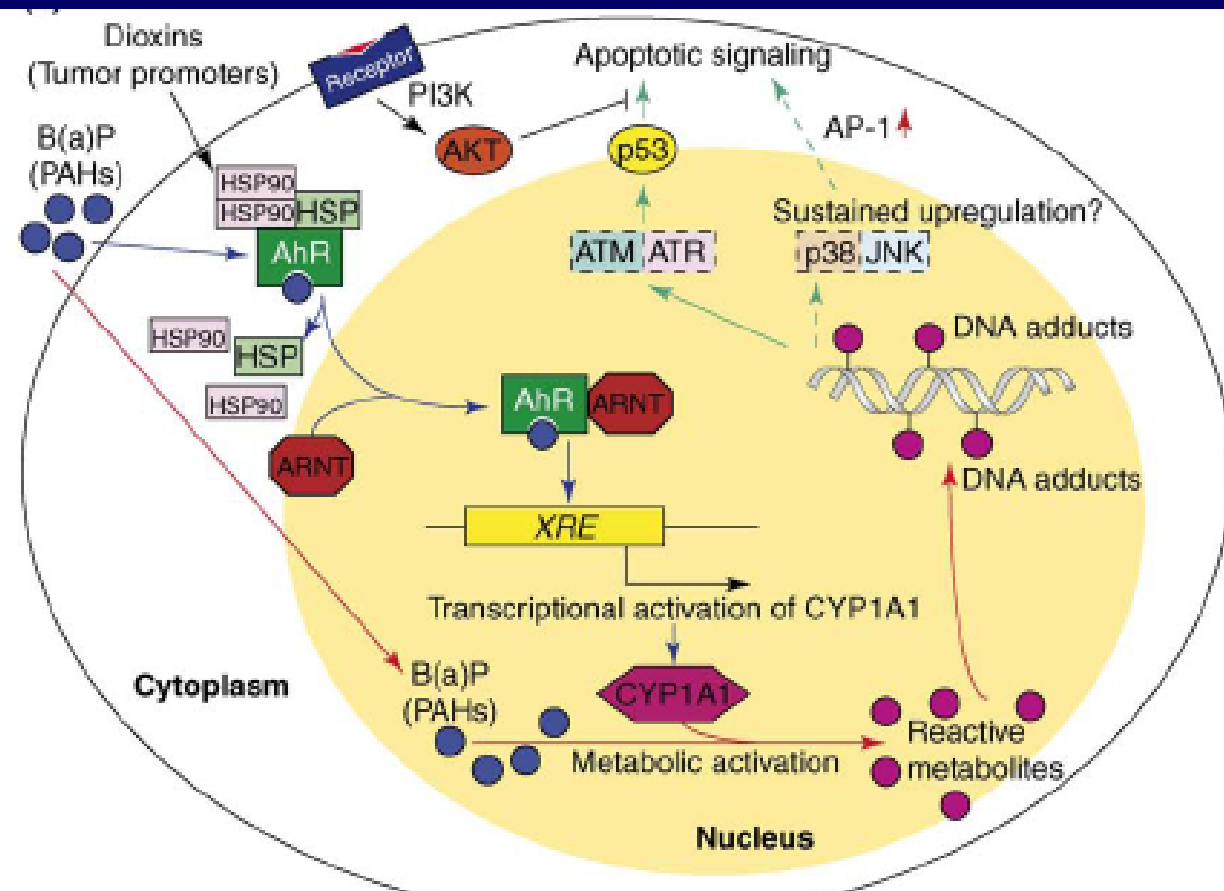 Dioxins
(Tumor promoters)
Receptor
Apoptotic signaling
PI3K
AP-1
B(a)P
(PAHs)
AKT
p53
HSP90
HSP90 HSP
AhR
Sustained upregulation?
ATM ATR
p38 JNK
HSP90
HSP
HSP90
DNA adducts
AhR ARNT
ARNT
DNA adducts
XRE
Transcriptional activation of CYP1A1
Cytoplasm
B(a)P
(PAHs)
CYP1A1
Metabolic activation
Reactive
metabolites
Nucleus